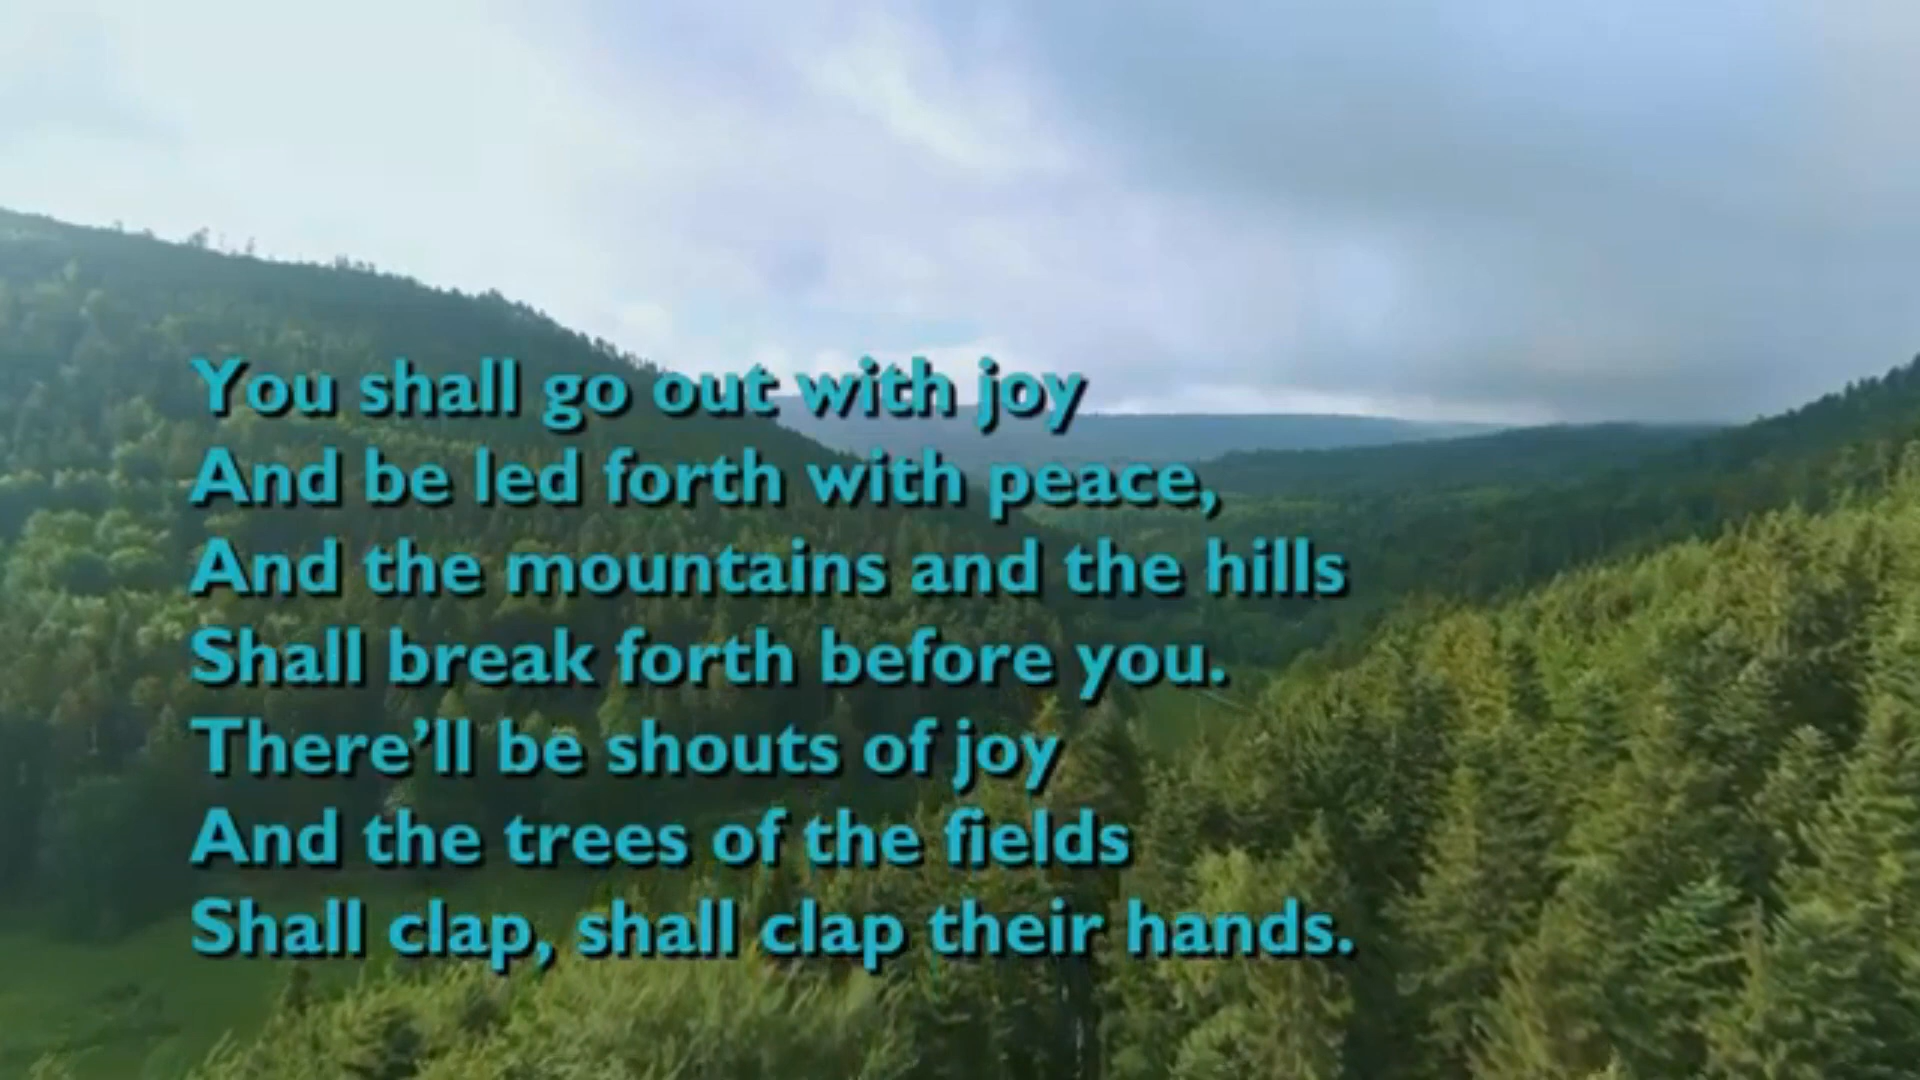 You shall go out with joy
And be led forth with peace,
And the mountains and the hills
Shall break forth before you.
There’ll be shouts of joy
And the trees of the fields
Shall clap, shall clap their hands.